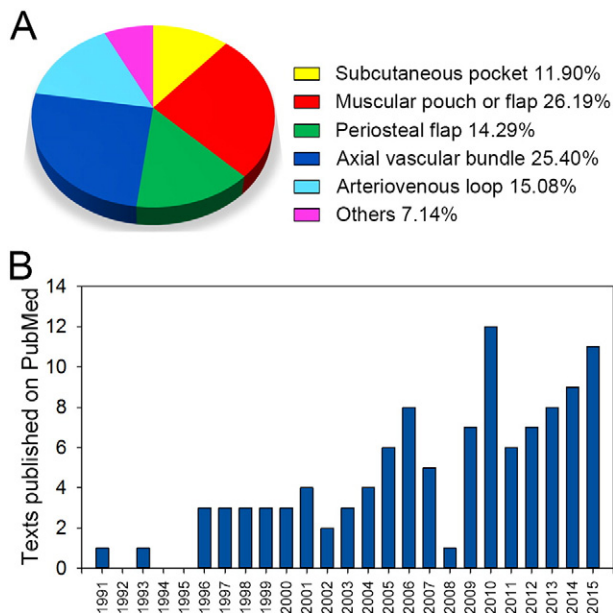 A
Subcutaneous pocket 11.90%
Muscular pouch or flap 26.19%
Periosteal flap 14.29%
Axial vascular bundle 25.40%
Arteriovenous loop 15.08%
Others 7.14%
B
Texts published on PubMed
14
12
10
8
6
4
2
0
1991 1992 1993 1994 1995 1996 1997 1998 1999 2000 2001 2002 2003 2004 2005 2006 2007 2008 2009 2010 2011 2012 2013 2014 2015